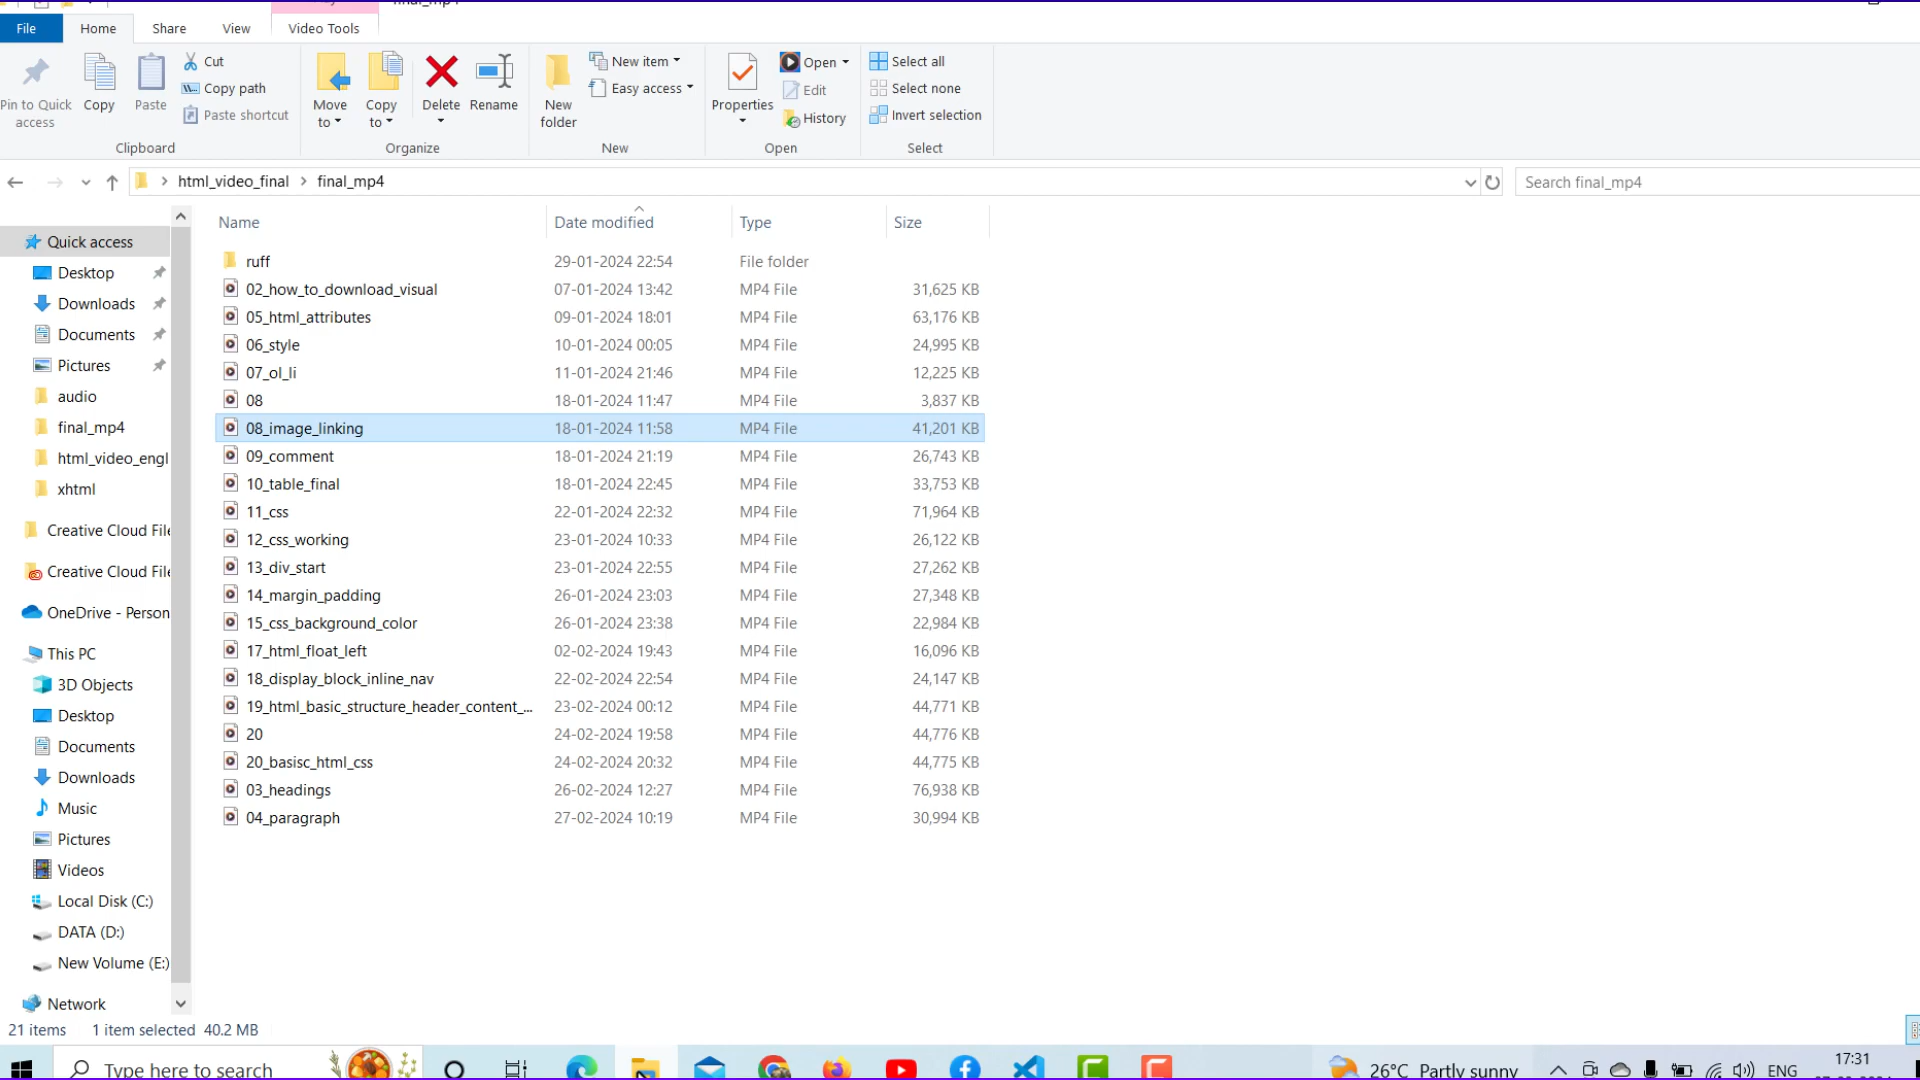 File
Home
Share
View
Video Tools
Pin to Quick access
Copy
Paste
Cut
Copy path
Paste shortcut
Clipboard
Move to
Copy to
Delete
Rename
Organize
New folder
New item
Easy access
New
Properties
Open
Edit
History
Open
Select all
Select none
Invert selection
Select
html_video_final
final_mp4
Search final_mp4
Quick access
Desktop
Downloads
Documents
Pictures
audio
final_mp4
html_video_engl
xhtml
Creative Cloud File
Creative Cloud File
OneDrive - Person
This PC
3D Objects
Desktop
Documents
Downloads
Music
Pictures
Videos
Local Disk (C:)
DATA (D:)
New Volume (E:)
Network
Name Date modified Type Size
ruff 29-01-2024 22:54 File folder
02_how_to_download_visual 07-01-2024 13:42 MP4 File 31,625 KB
05_html_attributes 09-01-2024 18:01 MP4 File 63,176 KB
06_style 10-01-2024 00:05 MP4 File 24,995 KB
07_ol_li 11-01-2024 21:46 MP4 File 12,225 KB
08 18-01-2024 11:47 MP4 File 3,837 KB
08_image_linking 18-01-2024 11:58 MP4 File 41,201 KB
09_comment 18-01-2024 21:19 MP4 File 26,743 KB
10_table_final 18-01-2024 22:45 MP4 File 33,753 KB
11_css 22-01-2024 22:32 MP4 File 71,964 KB
12_css_working 23-01-2024 10:33 MP4 File 26,122 KB
13_div_start 23-01-2024 22:55 MP4 File 27,262 KB
14_margin_padding 26-01-2024 23:03 MP4 File 27,348 KB
15_css_background_color 26-01-2024 23:38 MP4 File 22,984 KB
17_html_float_left 02-02-2024 19:43 MP4 File 16,096 KB
18_display_block_inline_nav 22-02-2024 22:54 MP4 File 24,147 KB
19_html_basic_structure_header_content_... 23-02-2024 00:12 MP4 File 44,771 KB
20 24-02-2024 19:58 MP4 File 44,776 KB
20_basisc_html_css 24-02-2024 20:32 MP4 File 44,775 KB
03_headings 26-02-2024 12:27 MP4 File 76,938 KB
04_paragraph 27-02-2024 10:19 MP4 File 30,994 KB
21 items 1 item selected 40.2 MB
Type here to search
26°C Partly sunny
ENG
17:31